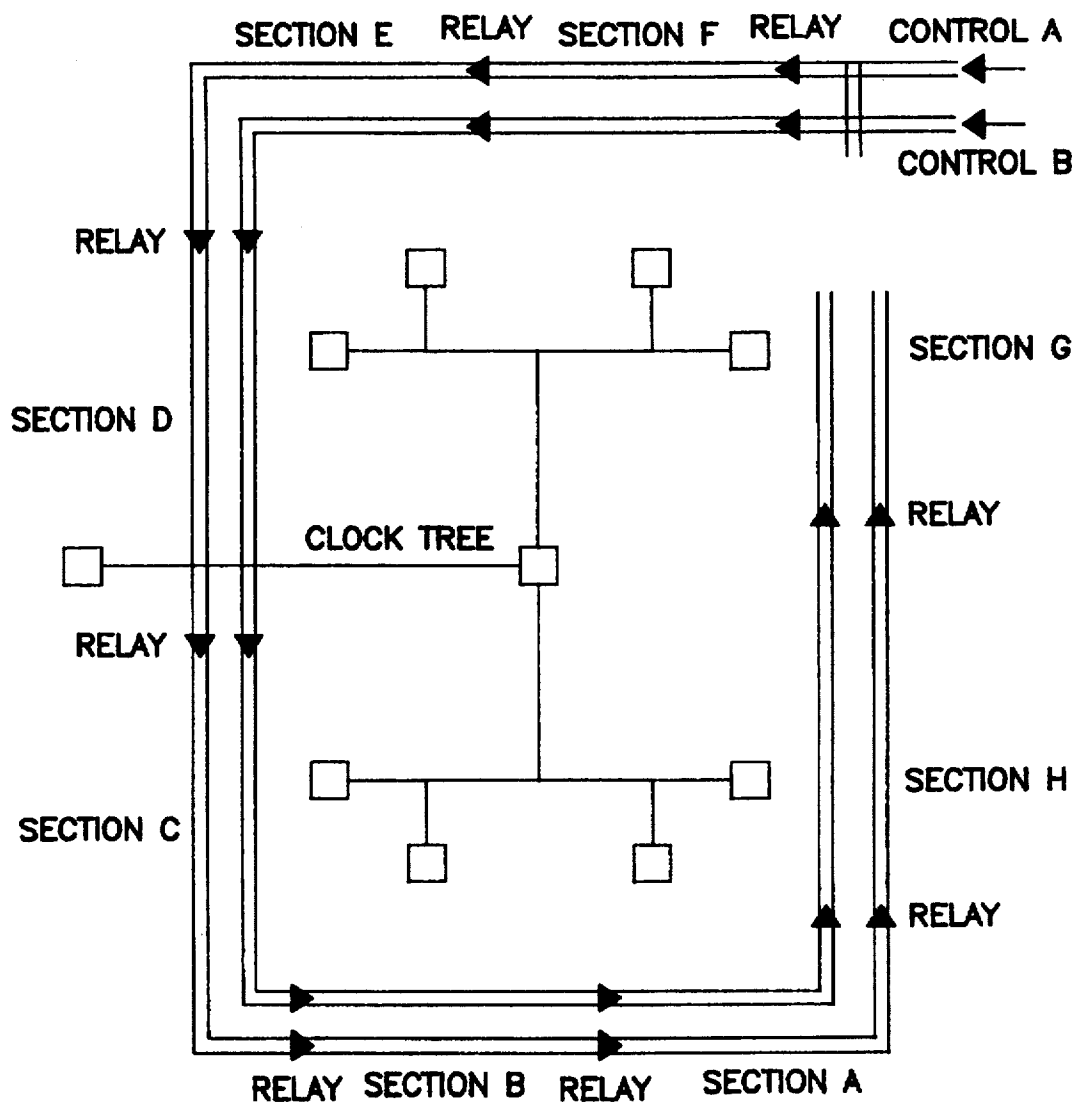 SECTION E
RELAY
SECTION F
RELAY
CONTROL A
CONTROL B
RELAY
SECTION G
SECTION D
RELAY
CLOCK TREE
RELAY
SECTION H
SECTION C
RELAY
RELAY
SECTION B
RELAY
SECTION A